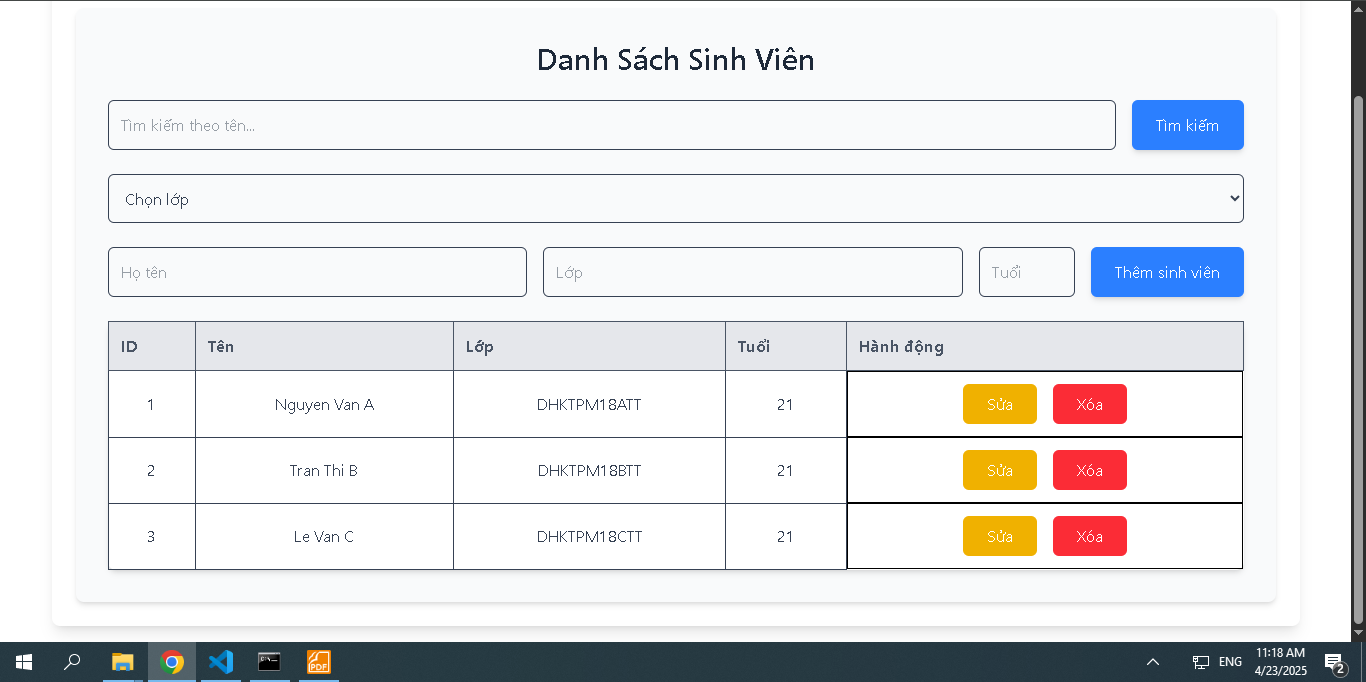 Danh Sách Sinh Viên
Tìm kiếm theo tên...
Tìm kiếm
Chọn lớp
Họ tên Lớp Tuổi Thêm sinh viên
ID Tên Lớp Tuổi Hành động
1 Nguyen Van A DHKTPM18ATT 21 Sửa Xóa
2 Tran Thi B DHKTPM18BTT 21 Sửa Xóa
3 Le Van C DHKTPM18CTT 21 Sửa Xóa
PDF
ENG
11:18 AM
4/23/2025
2